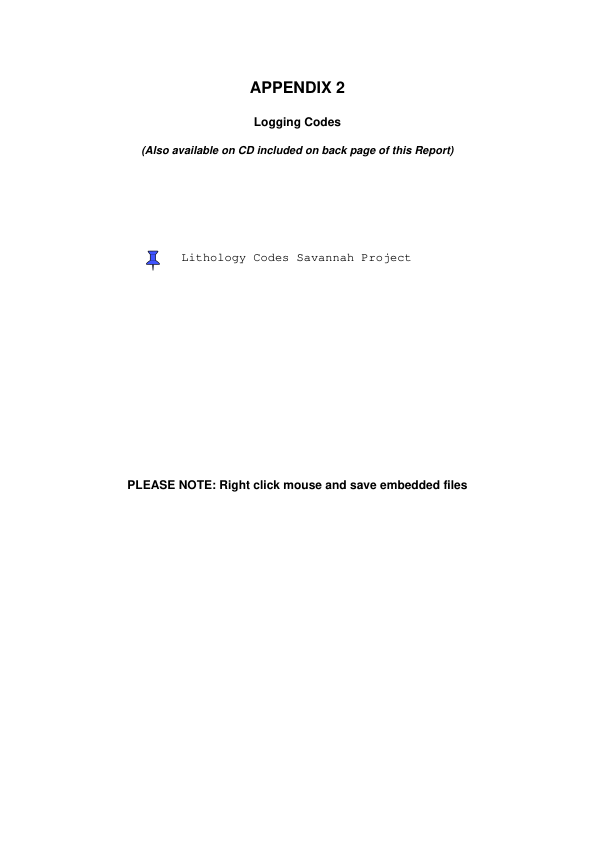 APPENDIX 2
Logging Codes
(Also available on CD included on back page of this Report)
Lithology Codes Savannah Project
PLEASE NOTE: Right click mouse and save embedded files